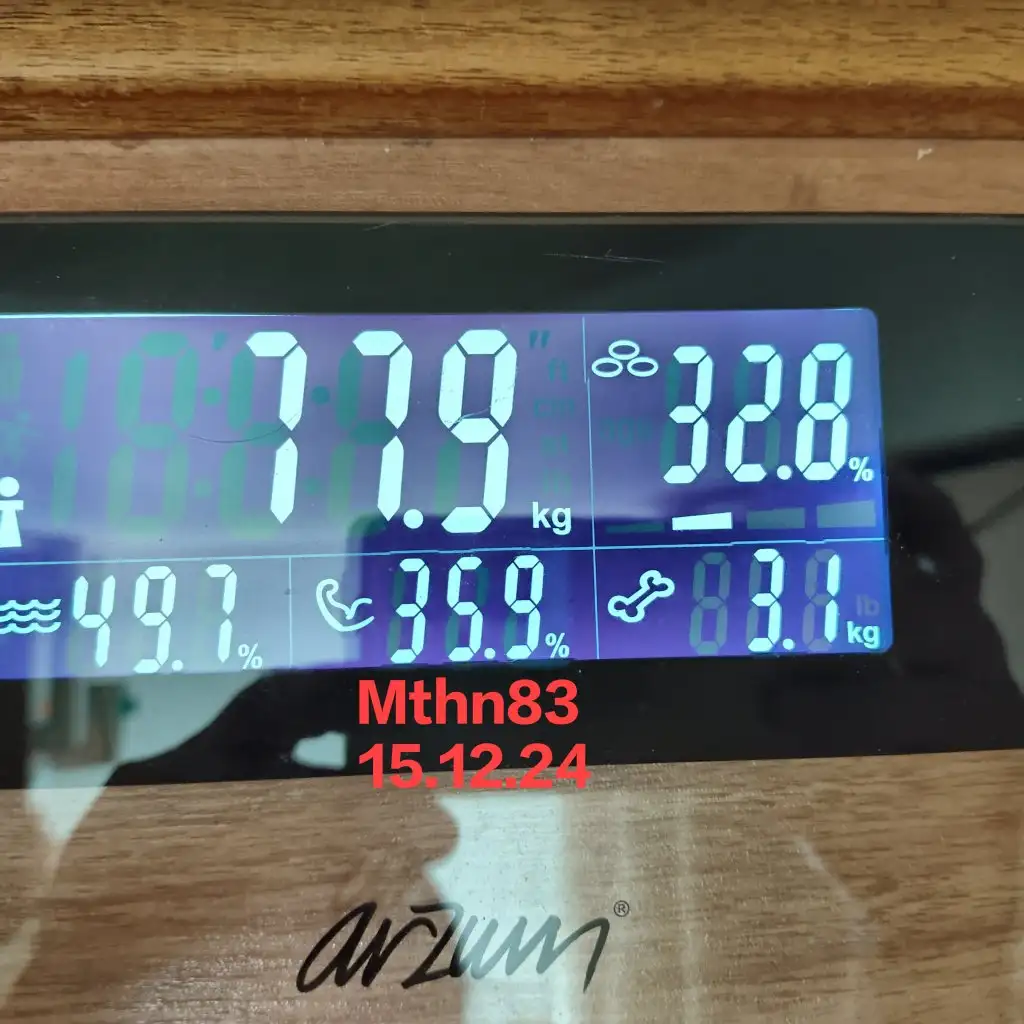 77.9 kg
32.8 %
49.7 %
35.9 %
3.1 kg
Mthn83
15.12.24
arzum®